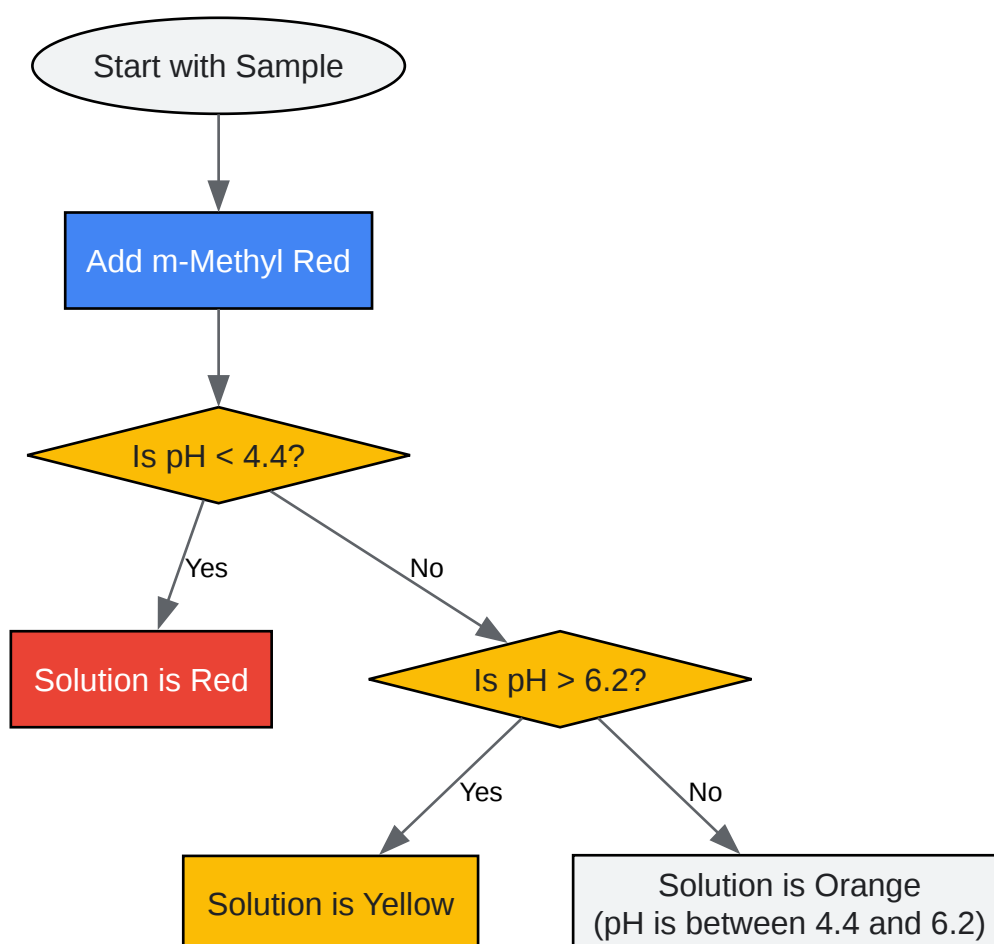 Start with Sample
Add m-Methyl Red
Is pH < 4.4?
Yes
No
Solution is Red
Is pH > 6.2?
Yes
No
Solution is Yellow
Solution is Orange
(pH is between 4.4 and 6.2)